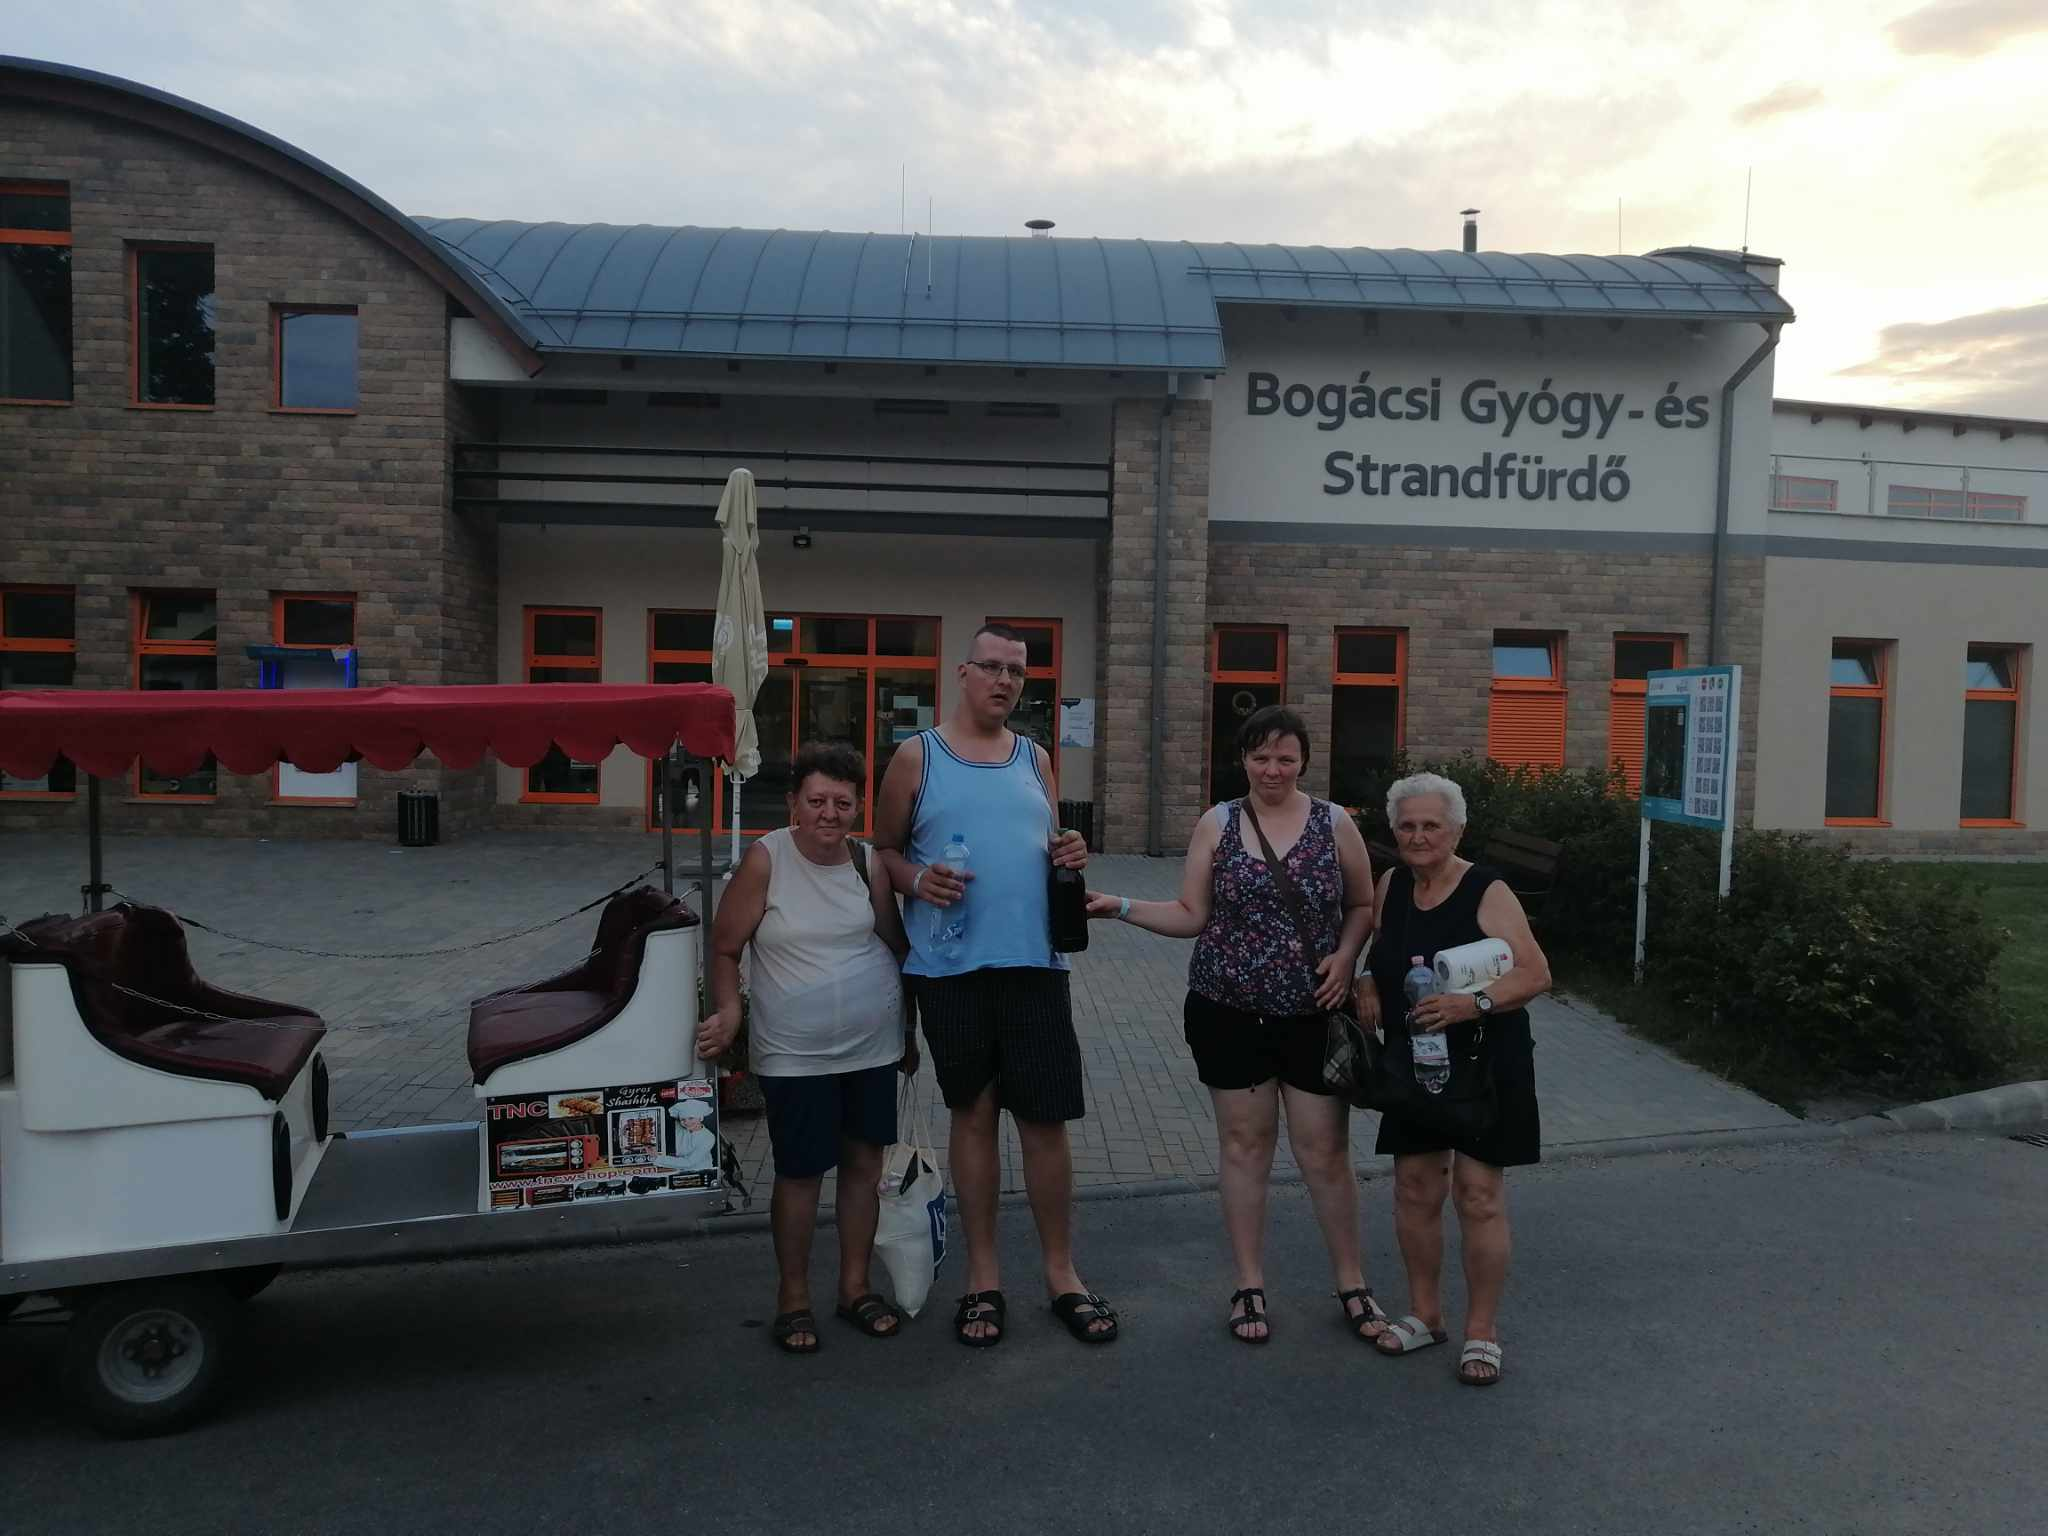 Bogácsi Gyógy- és
Strandfürdő
TNC
Gyros
Shashlyk
www.tncwshop.com